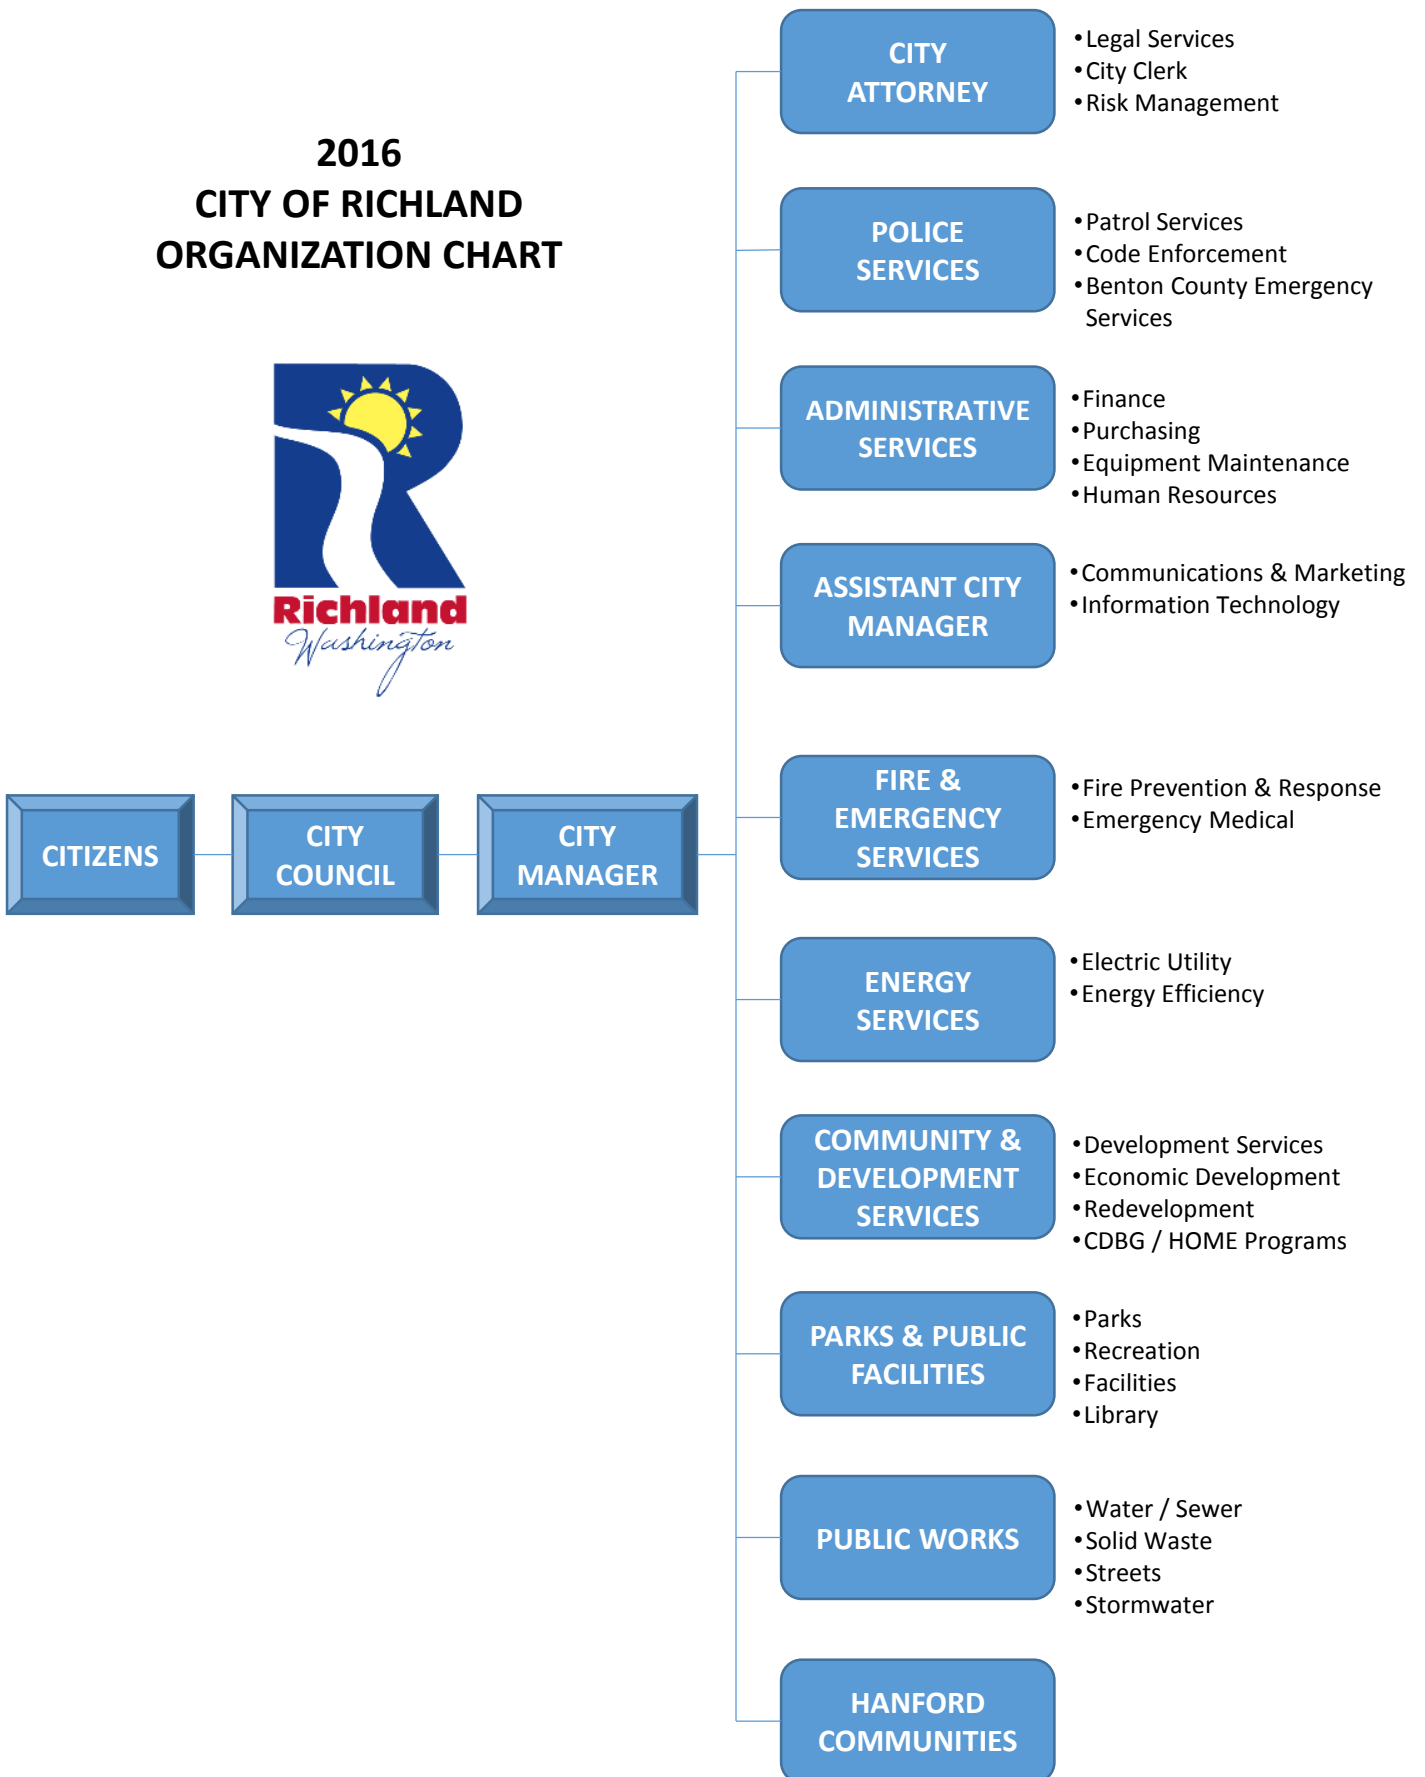 2016
CITY OF RICHLAND
ORGANIZATION CHART
Richland
Washington
CITIZENS
CITY
COUNCIL
CITY
MANAGER
CITY
ATTORNEY
•Legal Services
•City Clerk
•Risk Management
POLICE
SERVICES
•Patrol Services
•Code Enforcement
•Benton County Emergency
Services
ADMINISTRATIVE
SERVICES
•Finance
•Purchasing
•Equipment Maintenance
•Human Resources
ASSISTANT CITY
MANAGER
•Communications & Marketing
•Information Technology
FIRE &
EMERGENCY
SERVICES
•Fire Prevention & Response
•Emergency Medical
ENERGY
SERVICES
•Electric Utility
•Energy Efficiency
COMMUNITY &
DEVELOPMENT
SERVICES
•Development Services
•Economic Development
•Redevelopment
•CDBG / HOME Programs
PARKS & PUBLIC
FACILITIES
•Parks
•Recreation
•Facilities
•Library
PUBLIC WORKS
•Water / Sewer
•Solid Waste
•Streets
•Stormwater
HANFORD
COMMUNITIES